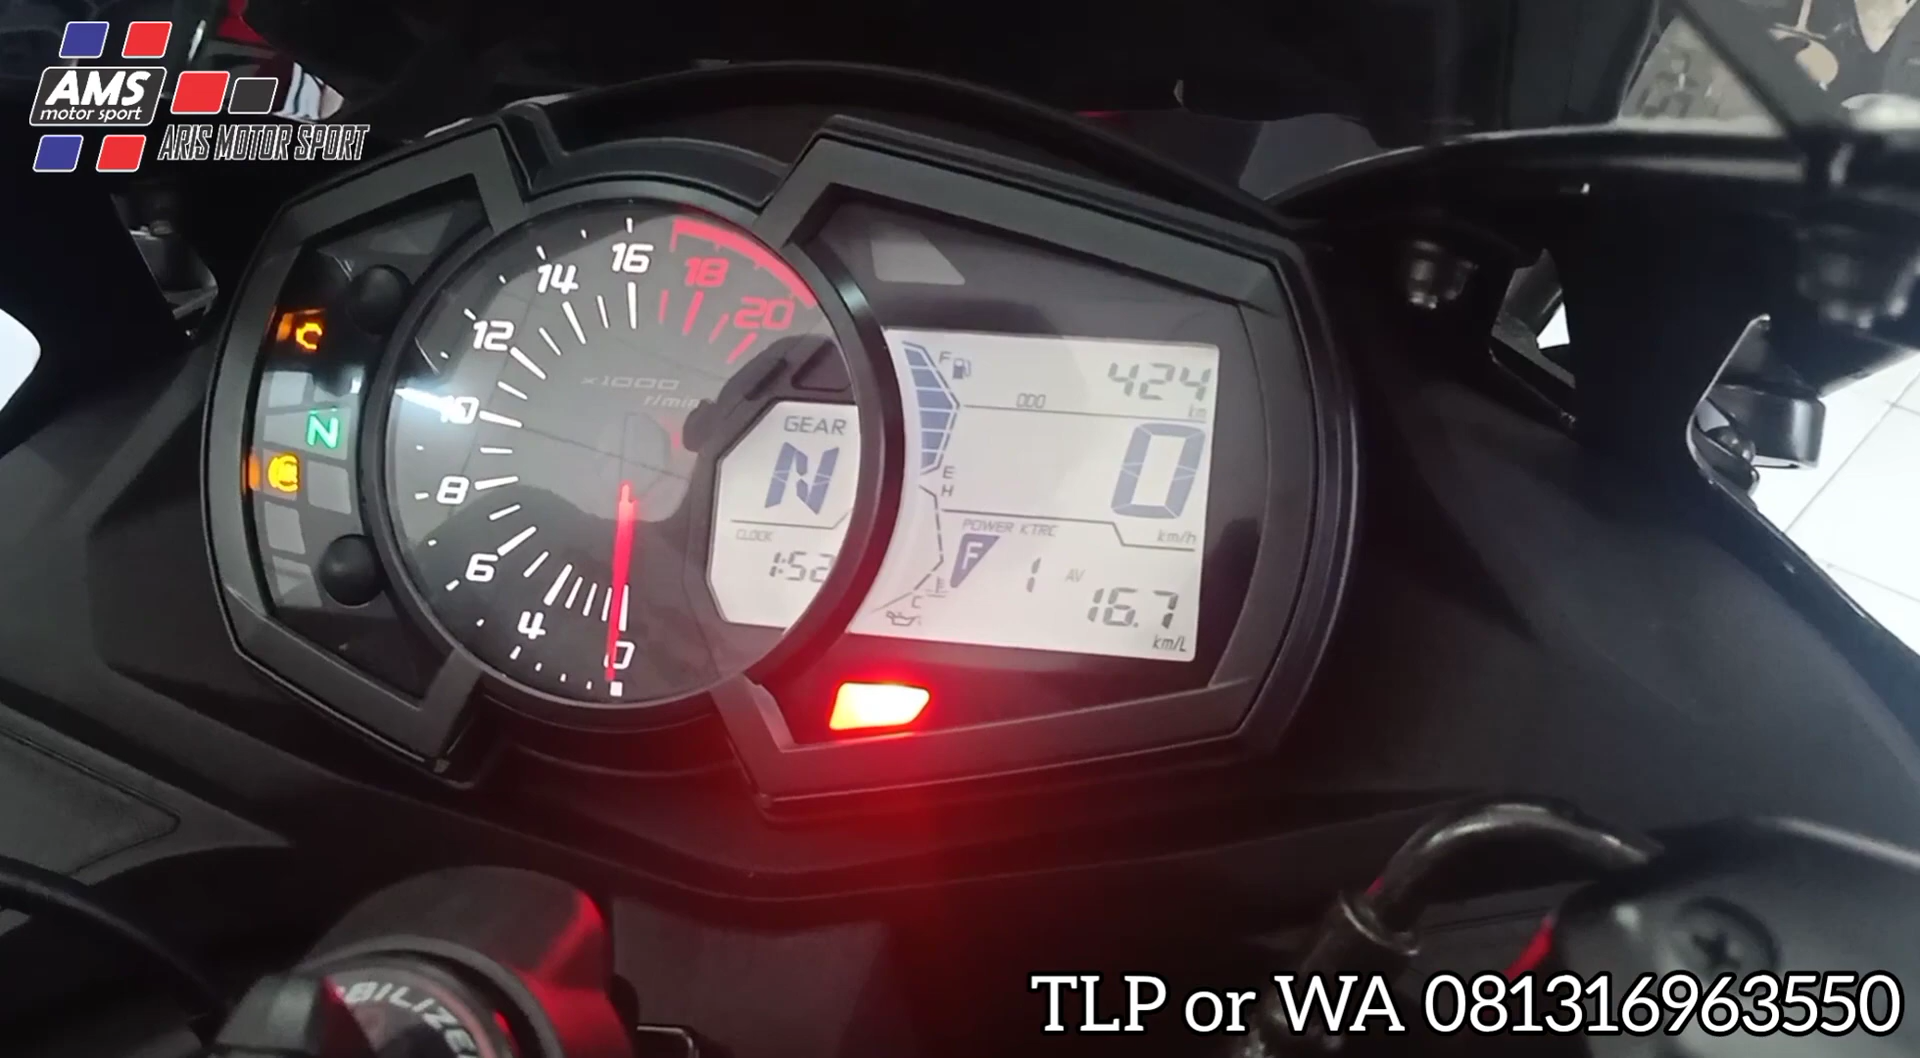 AMS
motor sport
ARIS MOTOR SPORT
16
18
14
20
12
x1000
r/min
10
8
6
4
0
N
GEAR
N
CLOCK
1:52
F
424
ODO
km
E
H
0
km/h
POWER KTRC
F
1
AV
16.7
km/L
C
TLP or WA 081316963550